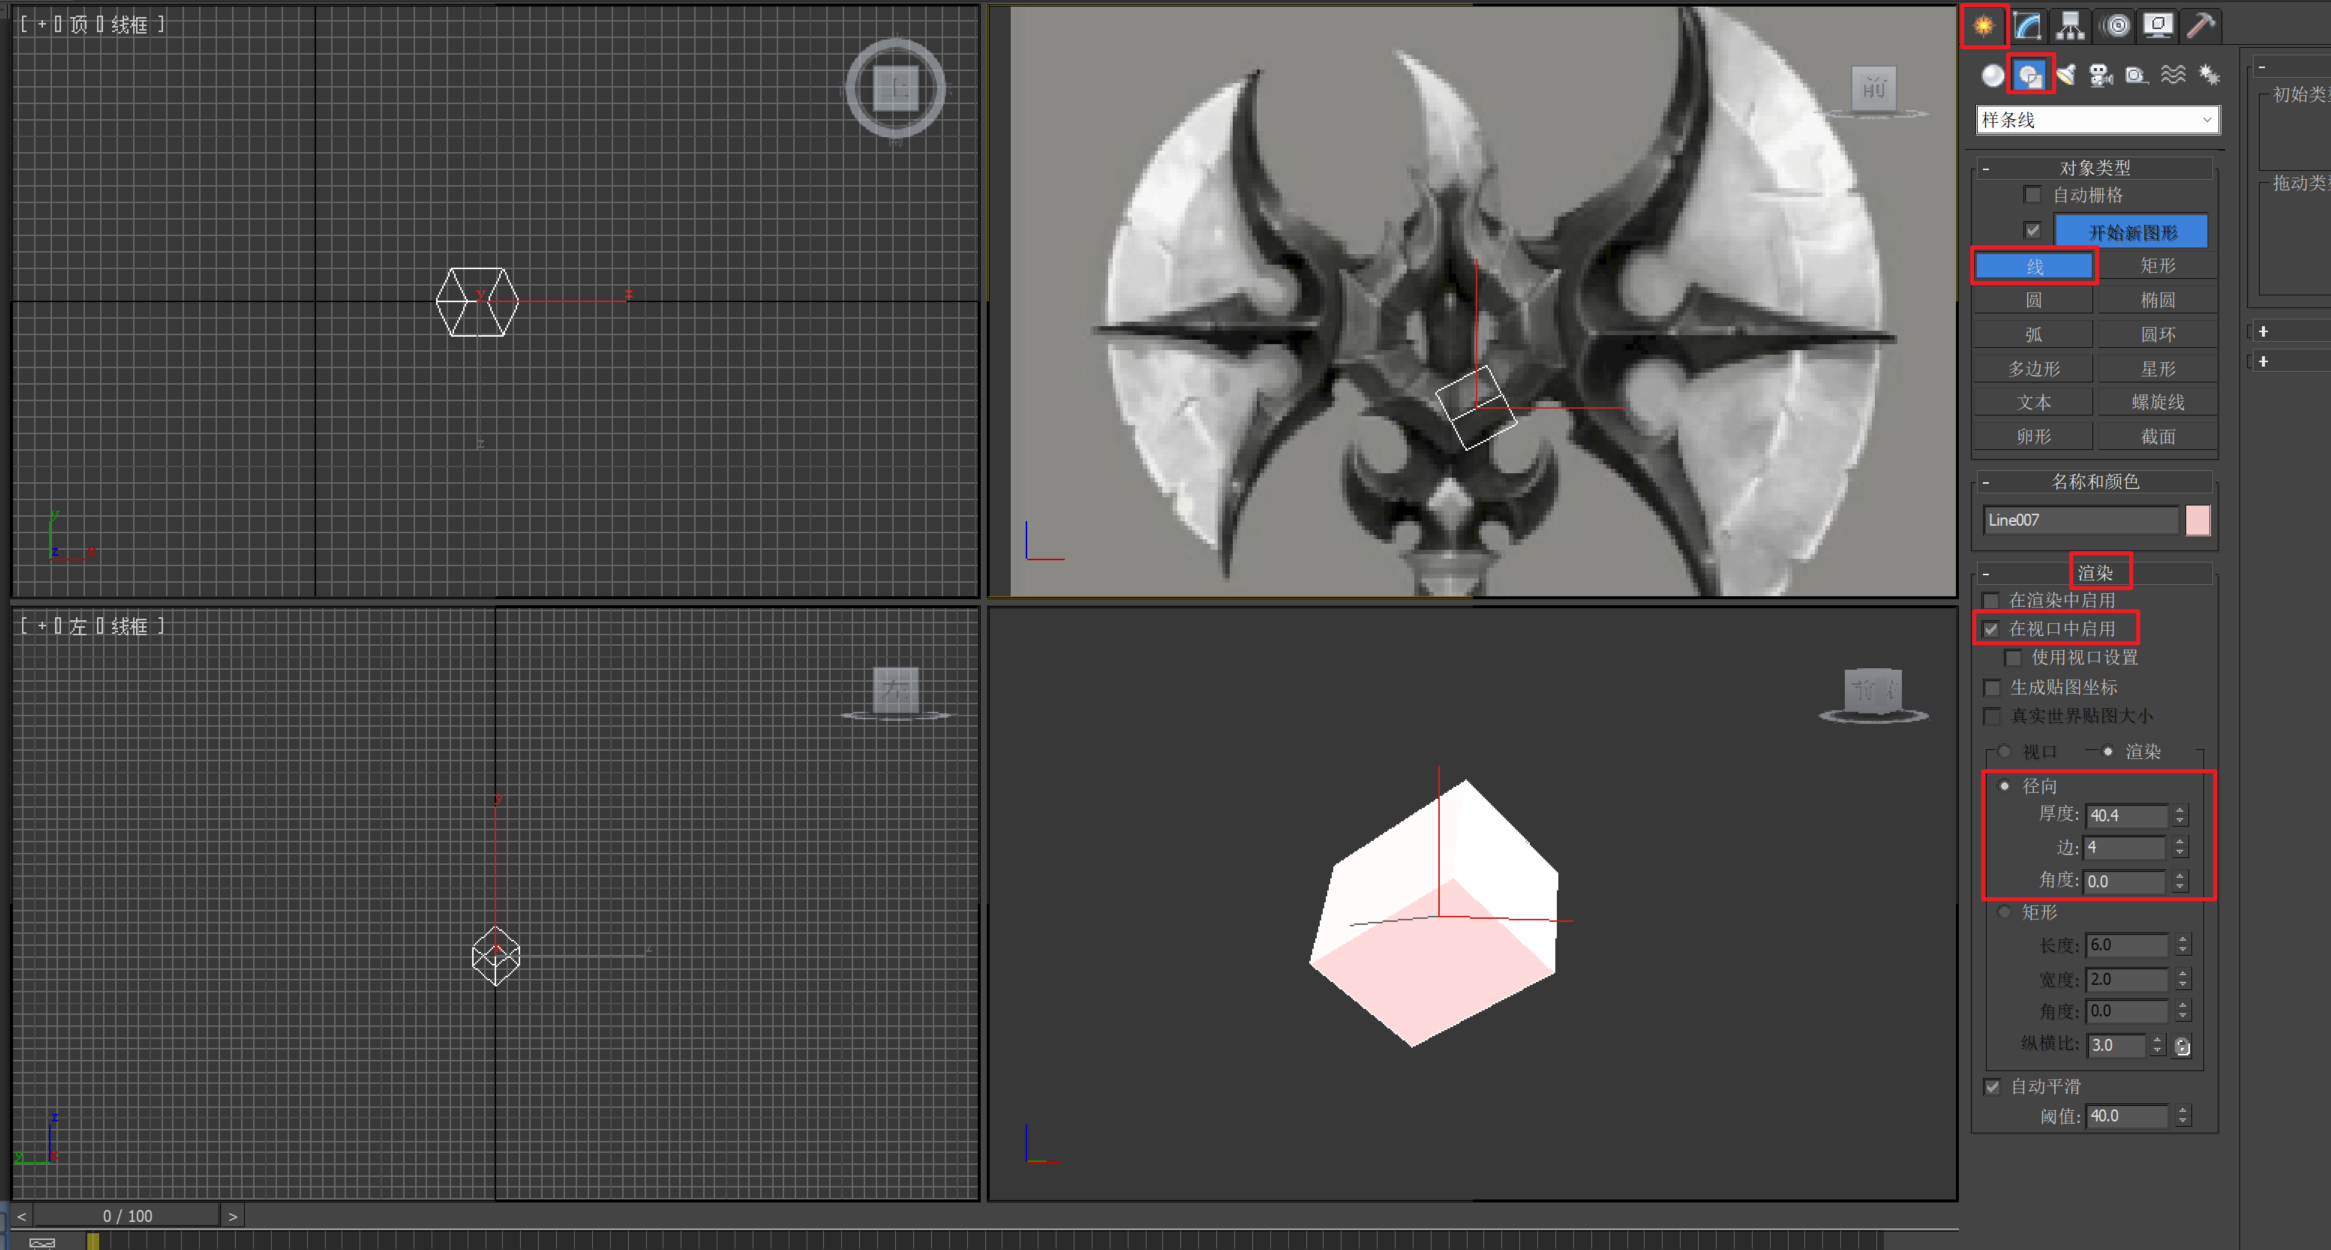 [ + ▯ 顶 ▯ 线框 ]
上
前
样条线
- 对象类型
自动栅格
开始新图形
线 矩形
圆 椭圆
弧 圆环
多边形 星形
文本 螺旋线
卵形 截面
- 名称和颜色
Line007
- 渲染
在渲染中启用
在视口中启用
使用视口设置
生成贴图坐标
真实世界贴图大小
视口 渲染
径向
厚度: 40.4
边: 4
角度: 0.0
矩形
长度: 6.0
宽度: 2.0
角度: 0.0
纵横比: 3.0
自动平滑
阈值: 40.0
-
初始类
拖动类
+
+
y x
z
y
z x
[ + ▯ 左 ▯ 线框 ]
左
前
y
z
y x
< 0 / 100 >